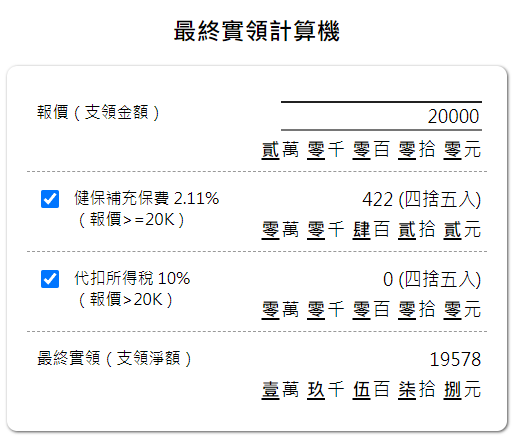 最終實領計算機
報價（支領金額） 20000
貳萬 零千 零百 零拾 零元
健保補充保費 2.11% 422 (四捨五入)
（報價>=20K） 零萬 零千 肆百 貳拾 貳元
代扣所得稅 10% 0 (四捨五入)
（報價>20K） 零萬 零千 零百 零拾 零元
最終實領（支領淨額） 19578
壹萬 玖千 伍百 柒拾 捌元